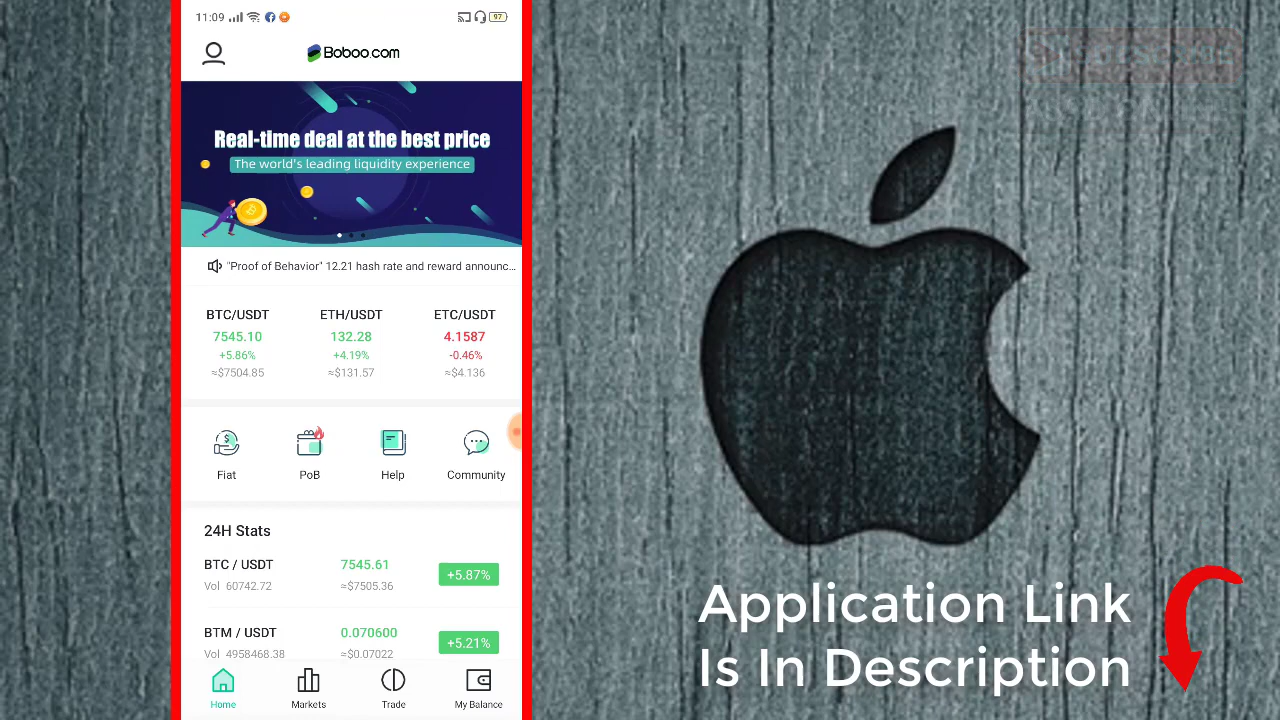 11:09
97
Boboo.com
Real-time deal at the best price
The world's leading liquidity experience
"Proof of Behavior" 12.21 hash rate and reward announc...
BTC/USDT ETH/USDT ETC/USDT
7545.10 132.28 4.1587
+5.86% +4.19% -0.46%
≈$7504.85 ≈$131.57 ≈$4.136
Fiat PoB Help Community
24H Stats
BTC / USDT 7545.61 +5.87%
Vol 60742.72 ≈$7505.36
BTM / USDT 0.070600 +5.21%
Vol 4958468.38 ≈$0.07022
Home Markets Trade My Balance
Application Link
Is In Description